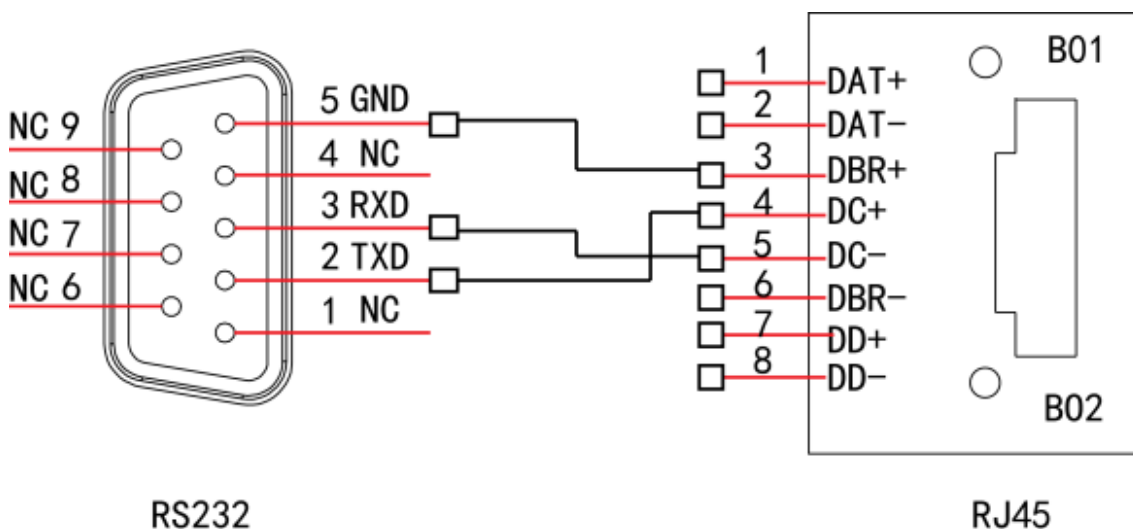 5 GND
NC 9
4 NC
NC 8
3 RXD
NC 7
2 TXD
NC 6
1 NC
RS232
1 DAT+
2 DAT-
3 DBR+
4 DC+
5 DC-
6 DBR-
7 DD+
8 DD-
B01
B02
RJ45